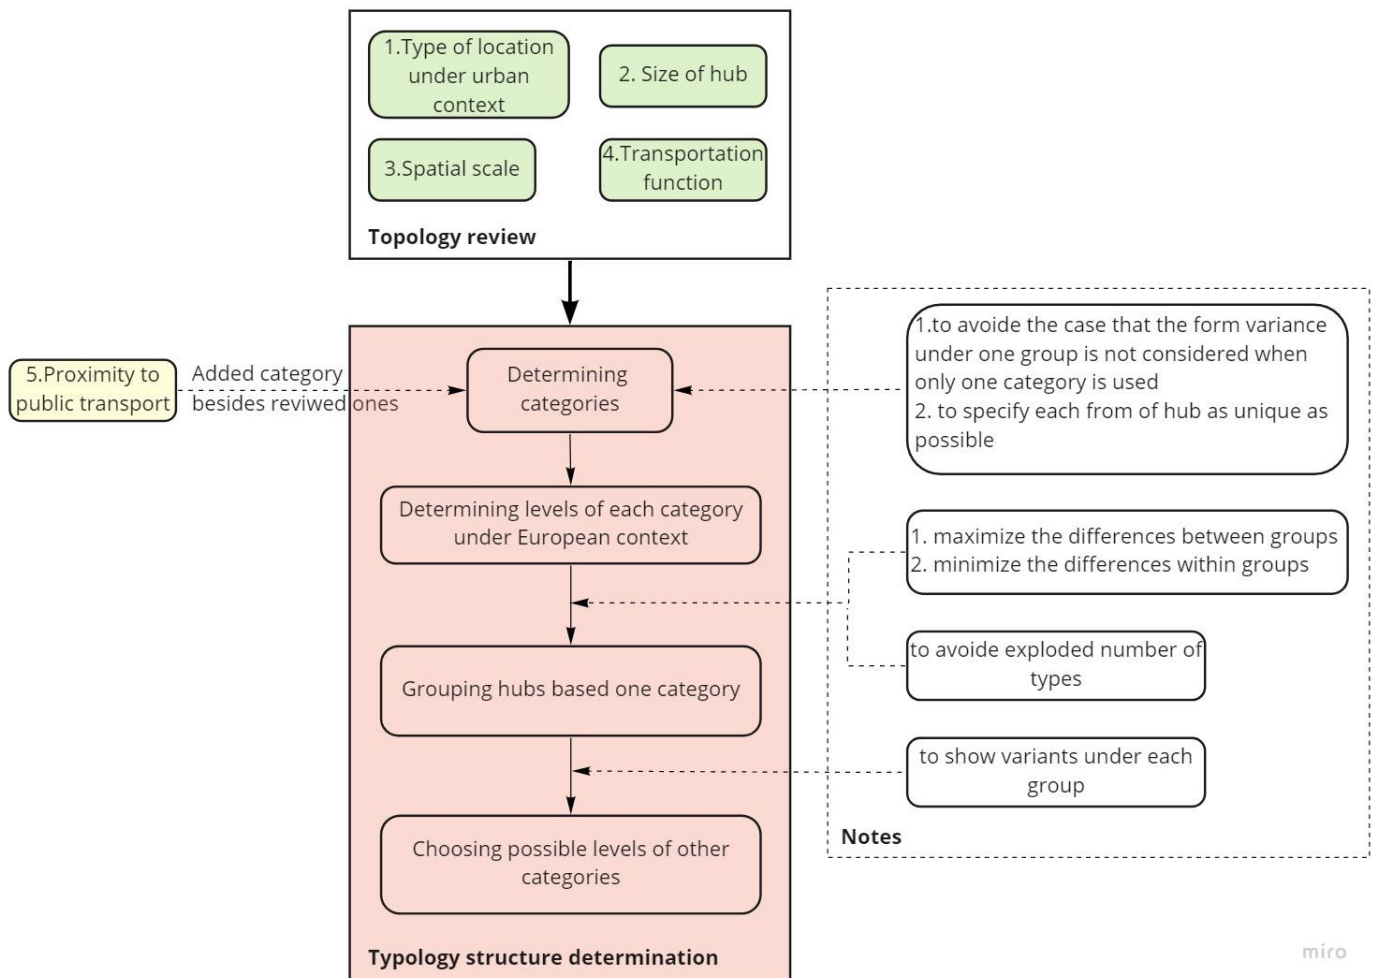 1.Type of location
under urban
context
2. Size of hub
3.Spatial scale
4.Transportation
function
Topology review
5.Proximity to
public transport
Added category
besides reviwed ones
Determining
categories
1.to avoide the case that the form variance
under one group is not considered when
only one category is used
2. to specify each from of hub as unique as
possible
Determining levels of each category
under European context
1. maximize the differences between groups
2. minimize the differences within groups
Grouping hubs based one category
to avoide exploded number of
types
to show variants under each
group
Choosing possible levels of other
categories
Notes
Typology structure determination
miro